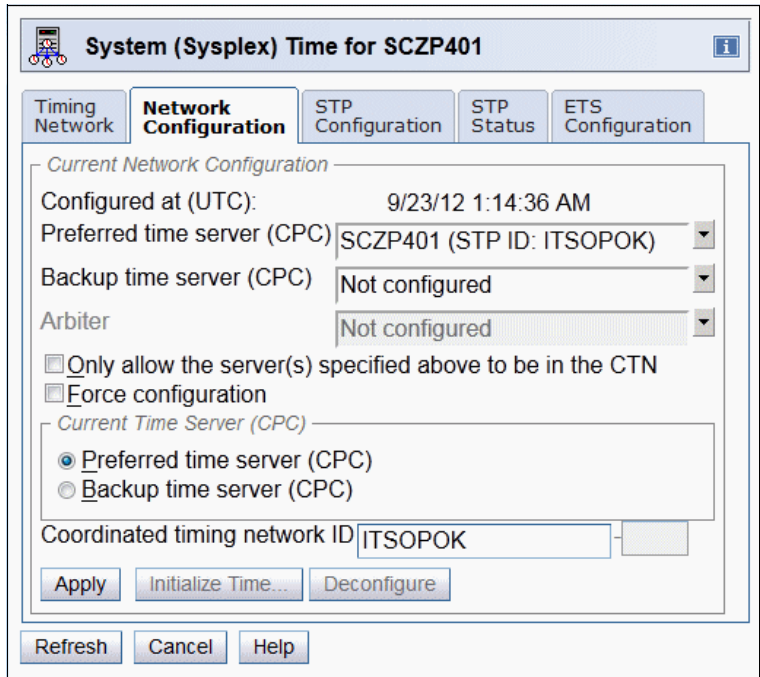 System (Sysplex) Time for SCZP401
i
Timing Network
Network Configuration
STP Configuration
STP Status
ETS Configuration
Current Network Configuration
Configured at (UTC): 9/23/12 1:14:36 AM
Preferred time server (CPC) SCZP401 (STP ID: ITSOPOK)
Backup time server (CPC) Not configured
Arbiter Not configured
Only allow the server(s) specified above to be in the CTN
Force configuration
Current Time Server (CPC)
Preferred time server (CPC)
Backup time server (CPC)
Coordinated timing network ID ITSOPOK -
Apply Initialize Time... Deconfigure
Refresh Cancel Help